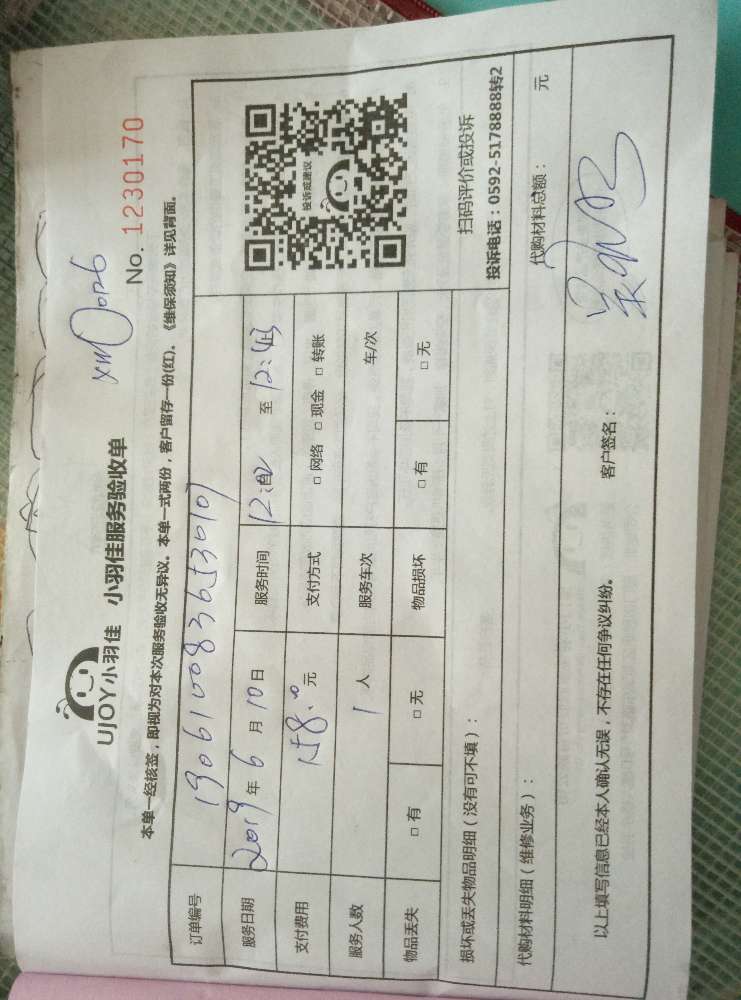 xm00126
UJOY小羽佳 小羽佳服务验收单
No. 1230170
本单一经核签，即视为对本次服务验收无异议。本单一式两份，客户留存一份(红)。《维保须知》详见背面。
订单编号 1906100836530107
服务日期 2019年 6 月 10 日 服务时间 至
支付费用 158.00 元 支付方式 □ 网络 □ 现金 □ 转账
服务人数 1 人 服务车次 车/次
物品丢失 □ 有 □ 无 物品损坏 □ 有 □ 无
投诉或建议
扫码评价或投诉
投诉电话：0592-5178888转2
损坏或丢失物品明细（没有可不填）：
代购材料明细（维修业务）： 代购材料总额： 元
以上填写信息已经本人确认无误，不存在任何争议纠纷。 客户签名：